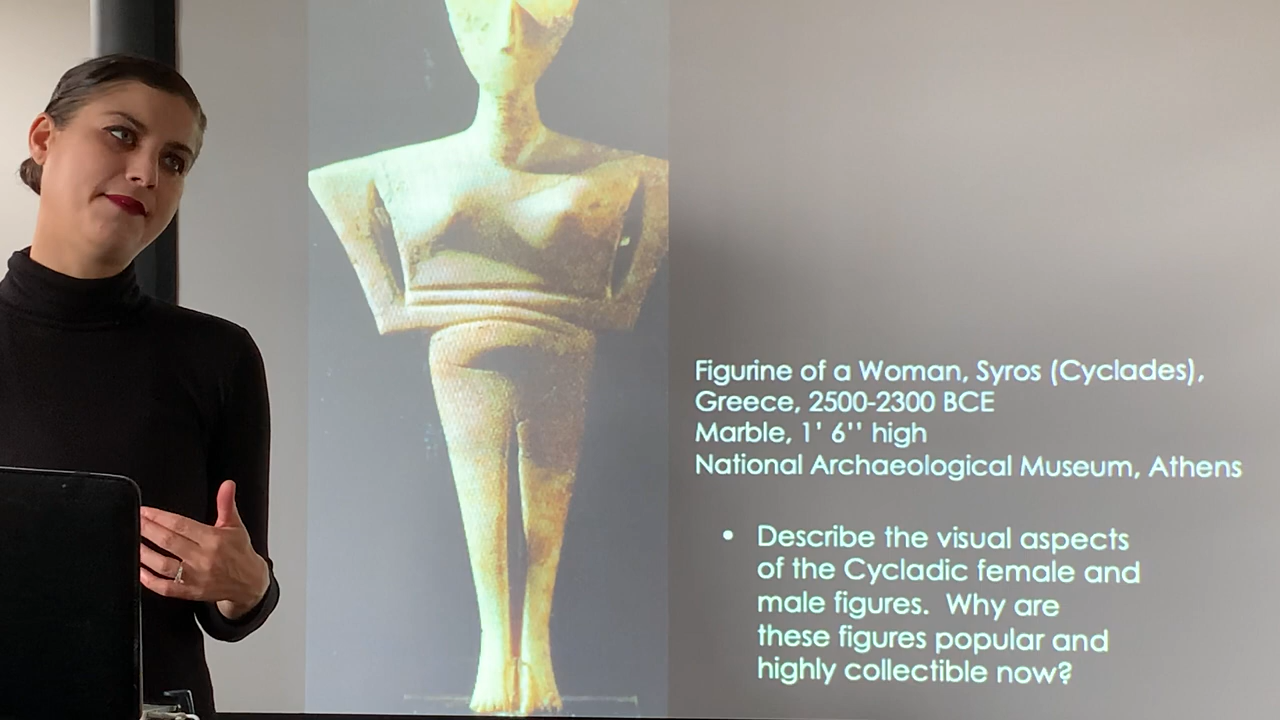 Figurine of a Woman, Syros (Cyclades),
Greece, 2500-2300 BCE
Marble, 1' 6'' high
National Archaeological Museum, Athens
• Describe the visual aspects
of the Cycladic female and
male figures.  Why are
these figures popular and
highly collectible now?